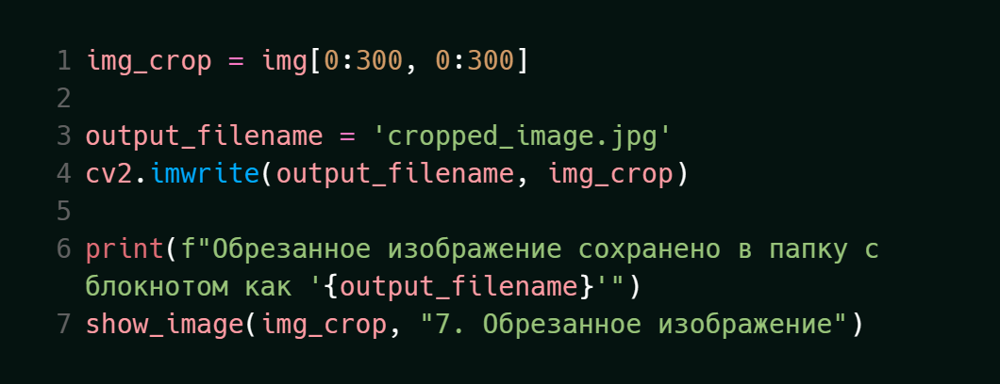 1 img_crop = img[0:300, 0:300]
2
3 output_filename = 'cropped_image.jpg'
4 cv2.imwrite(output_filename, img_crop)
5
6 print(f"Обрезанное изображение сохранено в папку с
блокнотом как '{output_filename}'")
7 show_image(img_crop, "7. Обрезанное изображение")